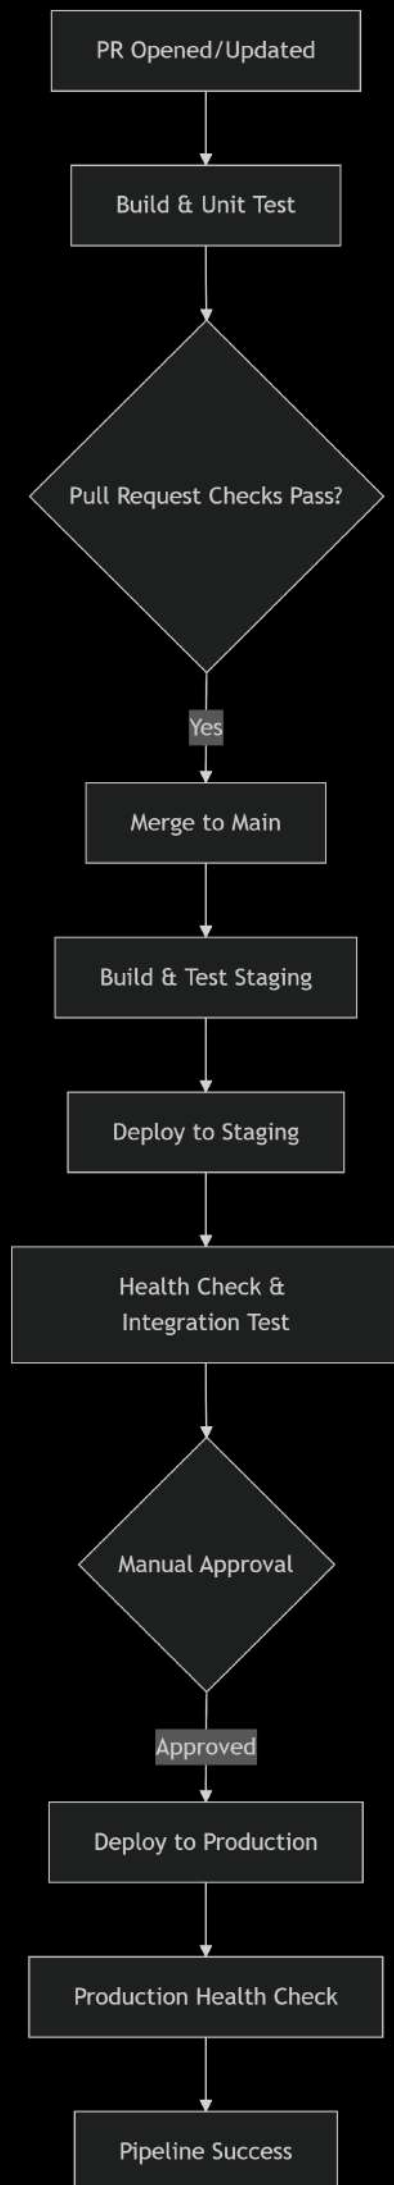 PR Opened/Updated
Build & Unit Test
Pull Request Checks Pass?
Yes
Merge to Main
Build & Test Staging
Deploy to Staging
Health Check &
Integration Test
Manual Approval
Approved
Deploy to Production
Production Health Check
Pipeline Success